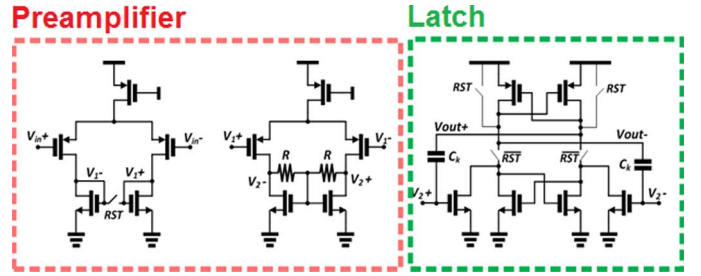 Preamplifier Latch
RST RST
Vin+ Vin- V1+ V1- Vout+ Vout-
R R
V1- V1+ Ck RST RST Ck
V2- V2+
RST V2+ V2-